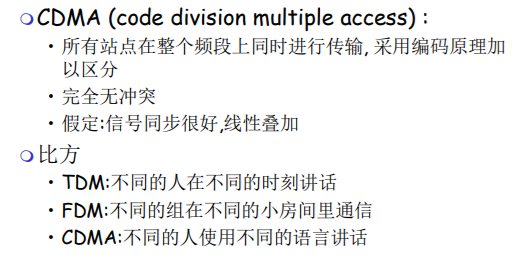 CDMA (code division multiple access) :
• 所有站点在整个频段上同时进行传输, 采用编码原理加
以区分
• 完全无冲突
• 假定:信号同步很好,线性叠加
比方
• TDM:不同的人在不同的时刻讲话
• FDM:不同的组在不同的小房间里通信
• CDMA:不同的人使用不同的语言讲话